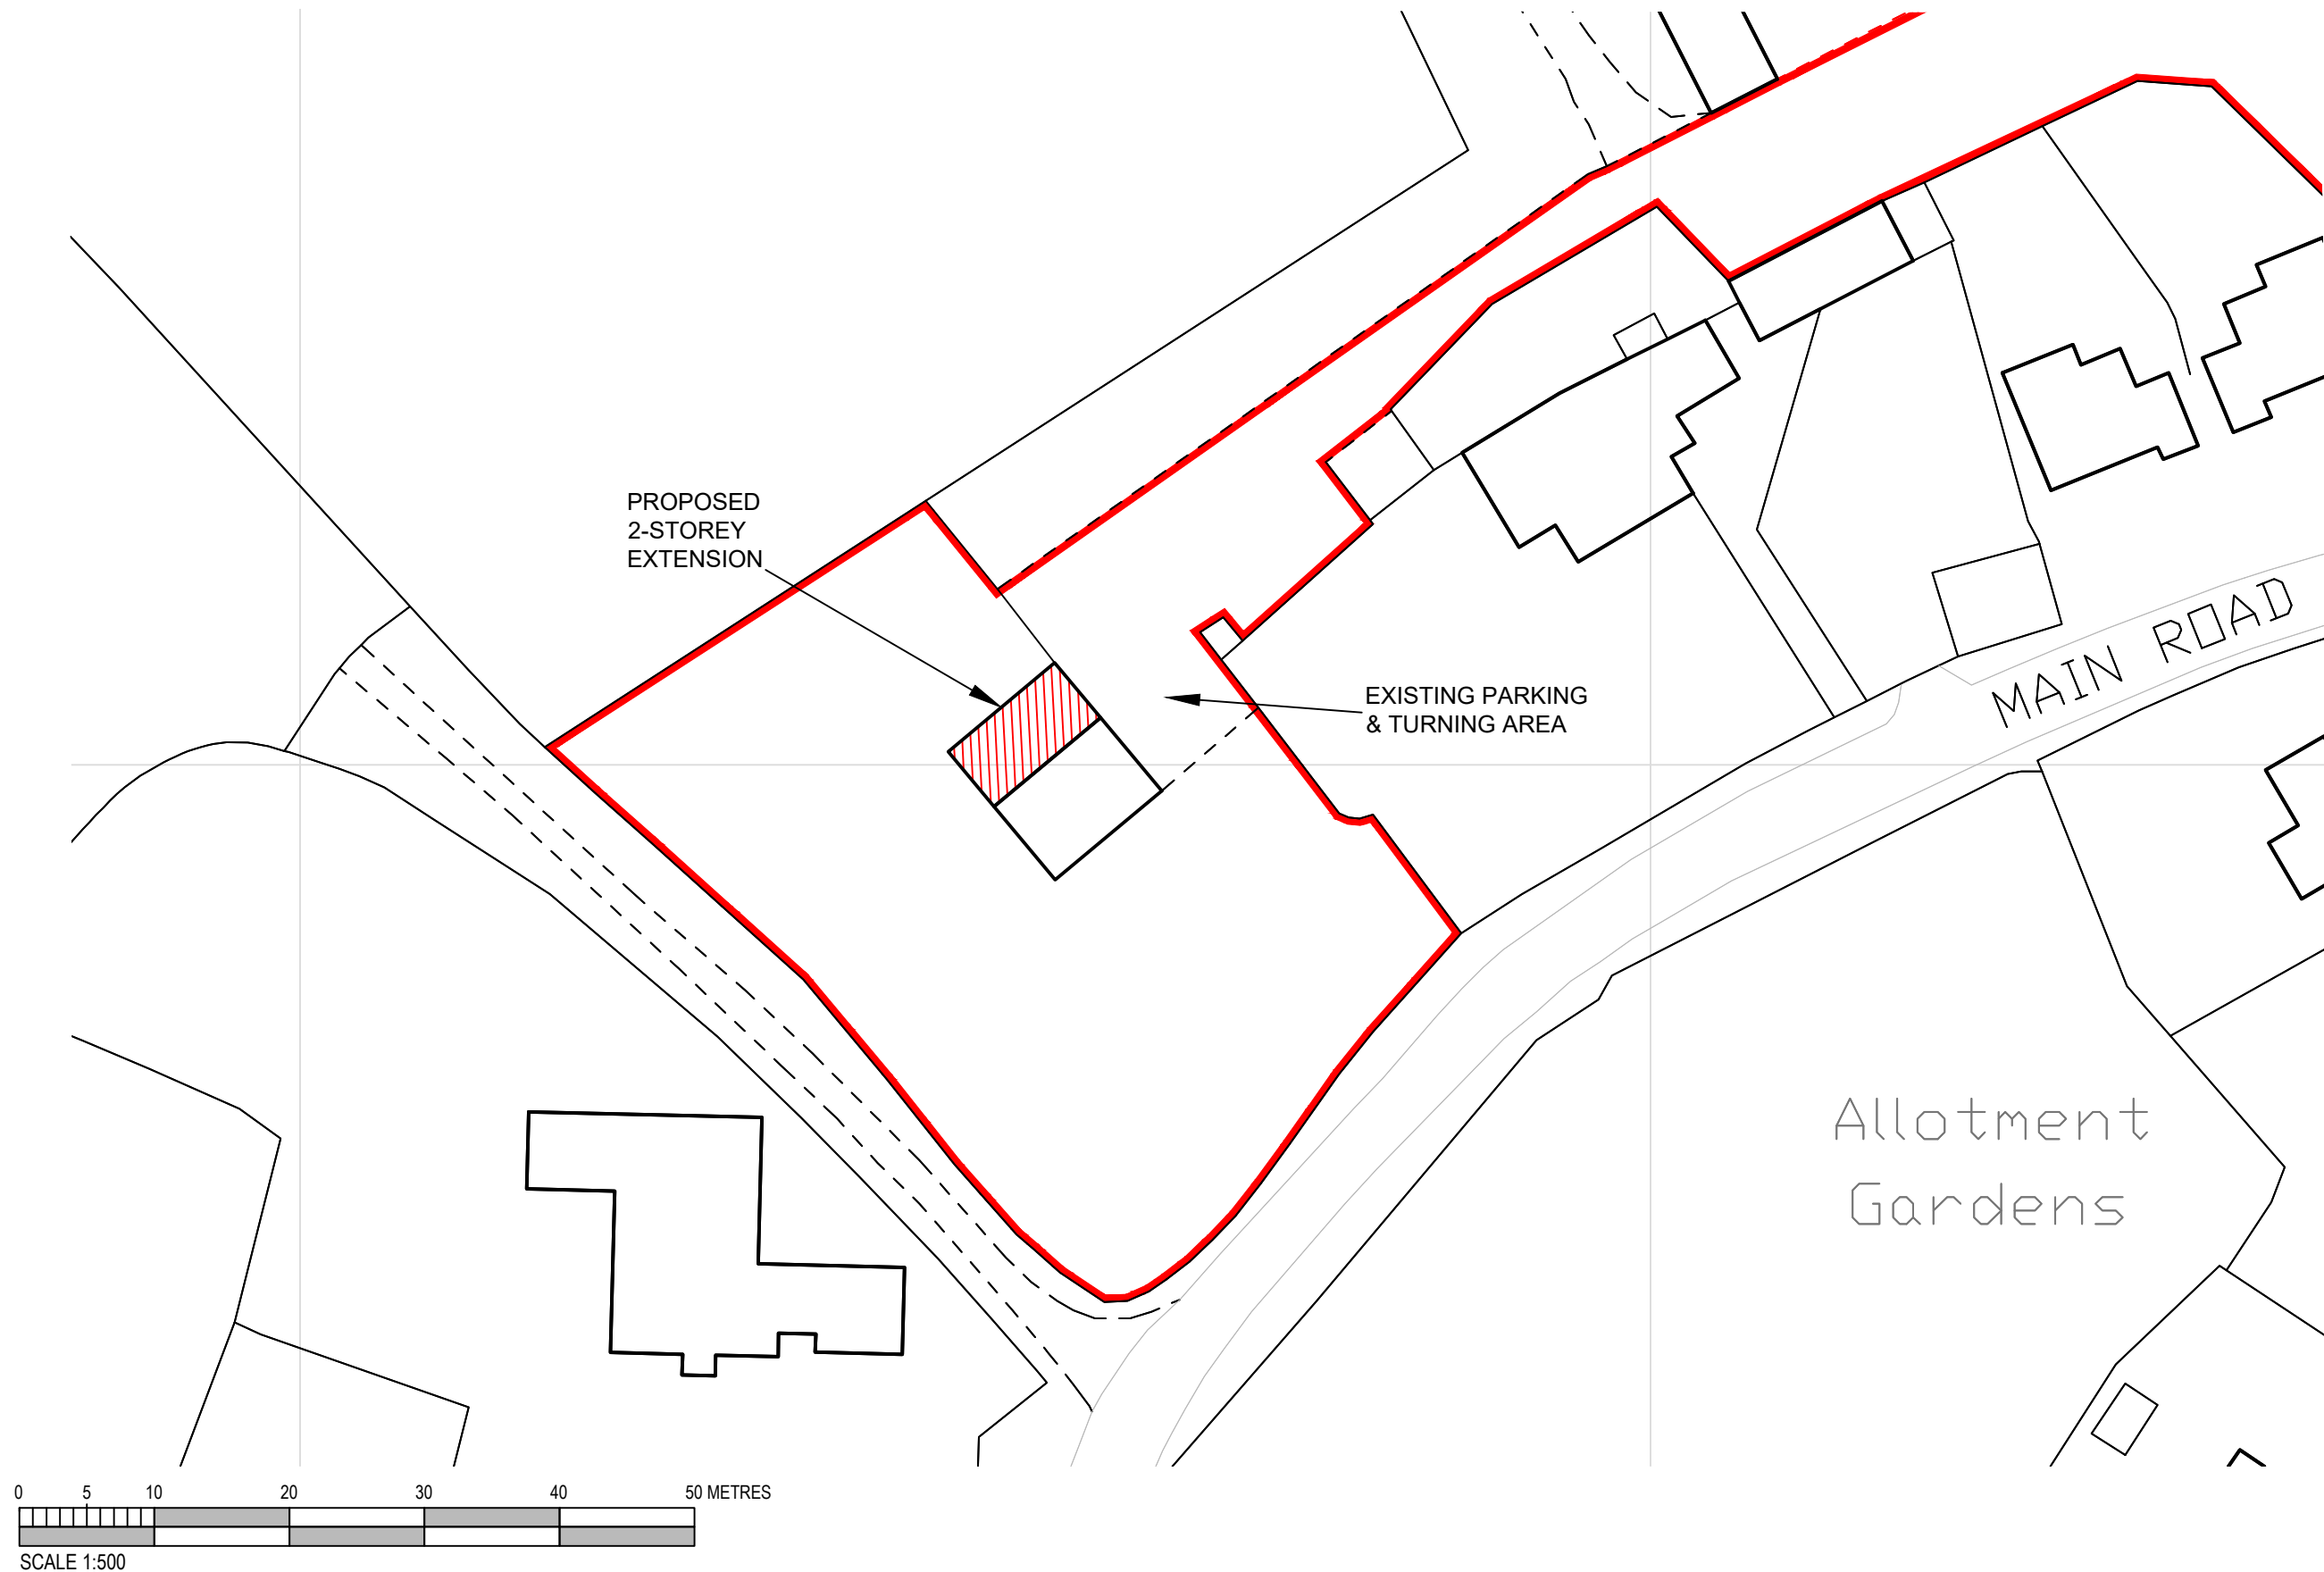 PROPOSED
2-STOREY
EXTENSION
EXISTING PARKING
& TURNING AREA
MAIN ROAD
Allotment
Gardens
0 5 10 20 30 40 50 METRES
SCALE 1:500